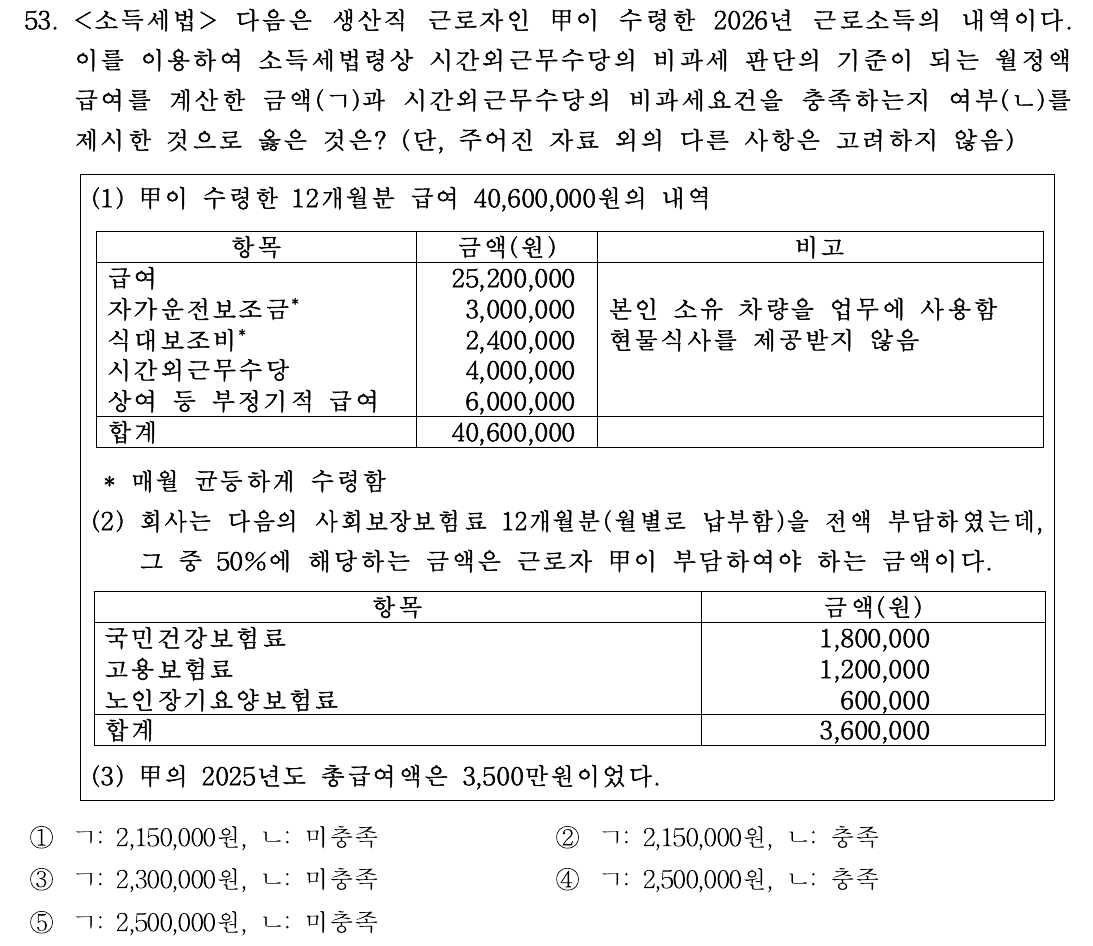 53. <소득세법> 다음은 생산직 근로자인 甲이 수령한 2026년 근로소득의 내역이다.
이를 이용하여 소득세법령상 시간외근무수당의 비과세 판단의 기준이 되는 월정액
급여를 계산한 금액(ㄱ)과 시간외근무수당의 비과세요건을 충족하는지 여부(ㄴ)를
제시한 것으로 옳은 것은? (단, 주어진 자료 외의 다른 사항은 고려하지 않음)
(1) 甲이 수령한 12개월분 급여 40,600,000원의 내역
항목 금액(원) 비고
급여 25,200,000
자가운전보조금* 3,000,000 본인 소유 차량을 업무에 사용함
식대보조비* 2,400,000 현물식사를 제공받지 않음
시간외근무수당 4,000,000
상여 등 부정기적 급여 6,000,000
합계 40,600,000
* 매월 균등하게 수령함
(2) 회사는 다음의 사회보장보험료 12개월분(월별로 납부함)을 전액 부담하였는데,
그 중 50%에 해당하는 금액은 근로자 甲이 부담하여야 하는 금액이다.
항목 금액(원)
국민건강보험료 1,800,000
고용보험료 1,200,000
노인장기요양보험료 600,000
합계 3,600,000
(3) 甲의 2025년도 총급여액은 3,500만원이었다.
① ㄱ: 2,150,000원, ㄴ: 미충족 ② ㄱ: 2,150,000원, ㄴ: 충족
③ ㄱ: 2,300,000원, ㄴ: 미충족 ④ ㄱ: 2,500,000원, ㄴ: 충족
⑤ ㄱ: 2,500,000원, ㄴ: 미충족